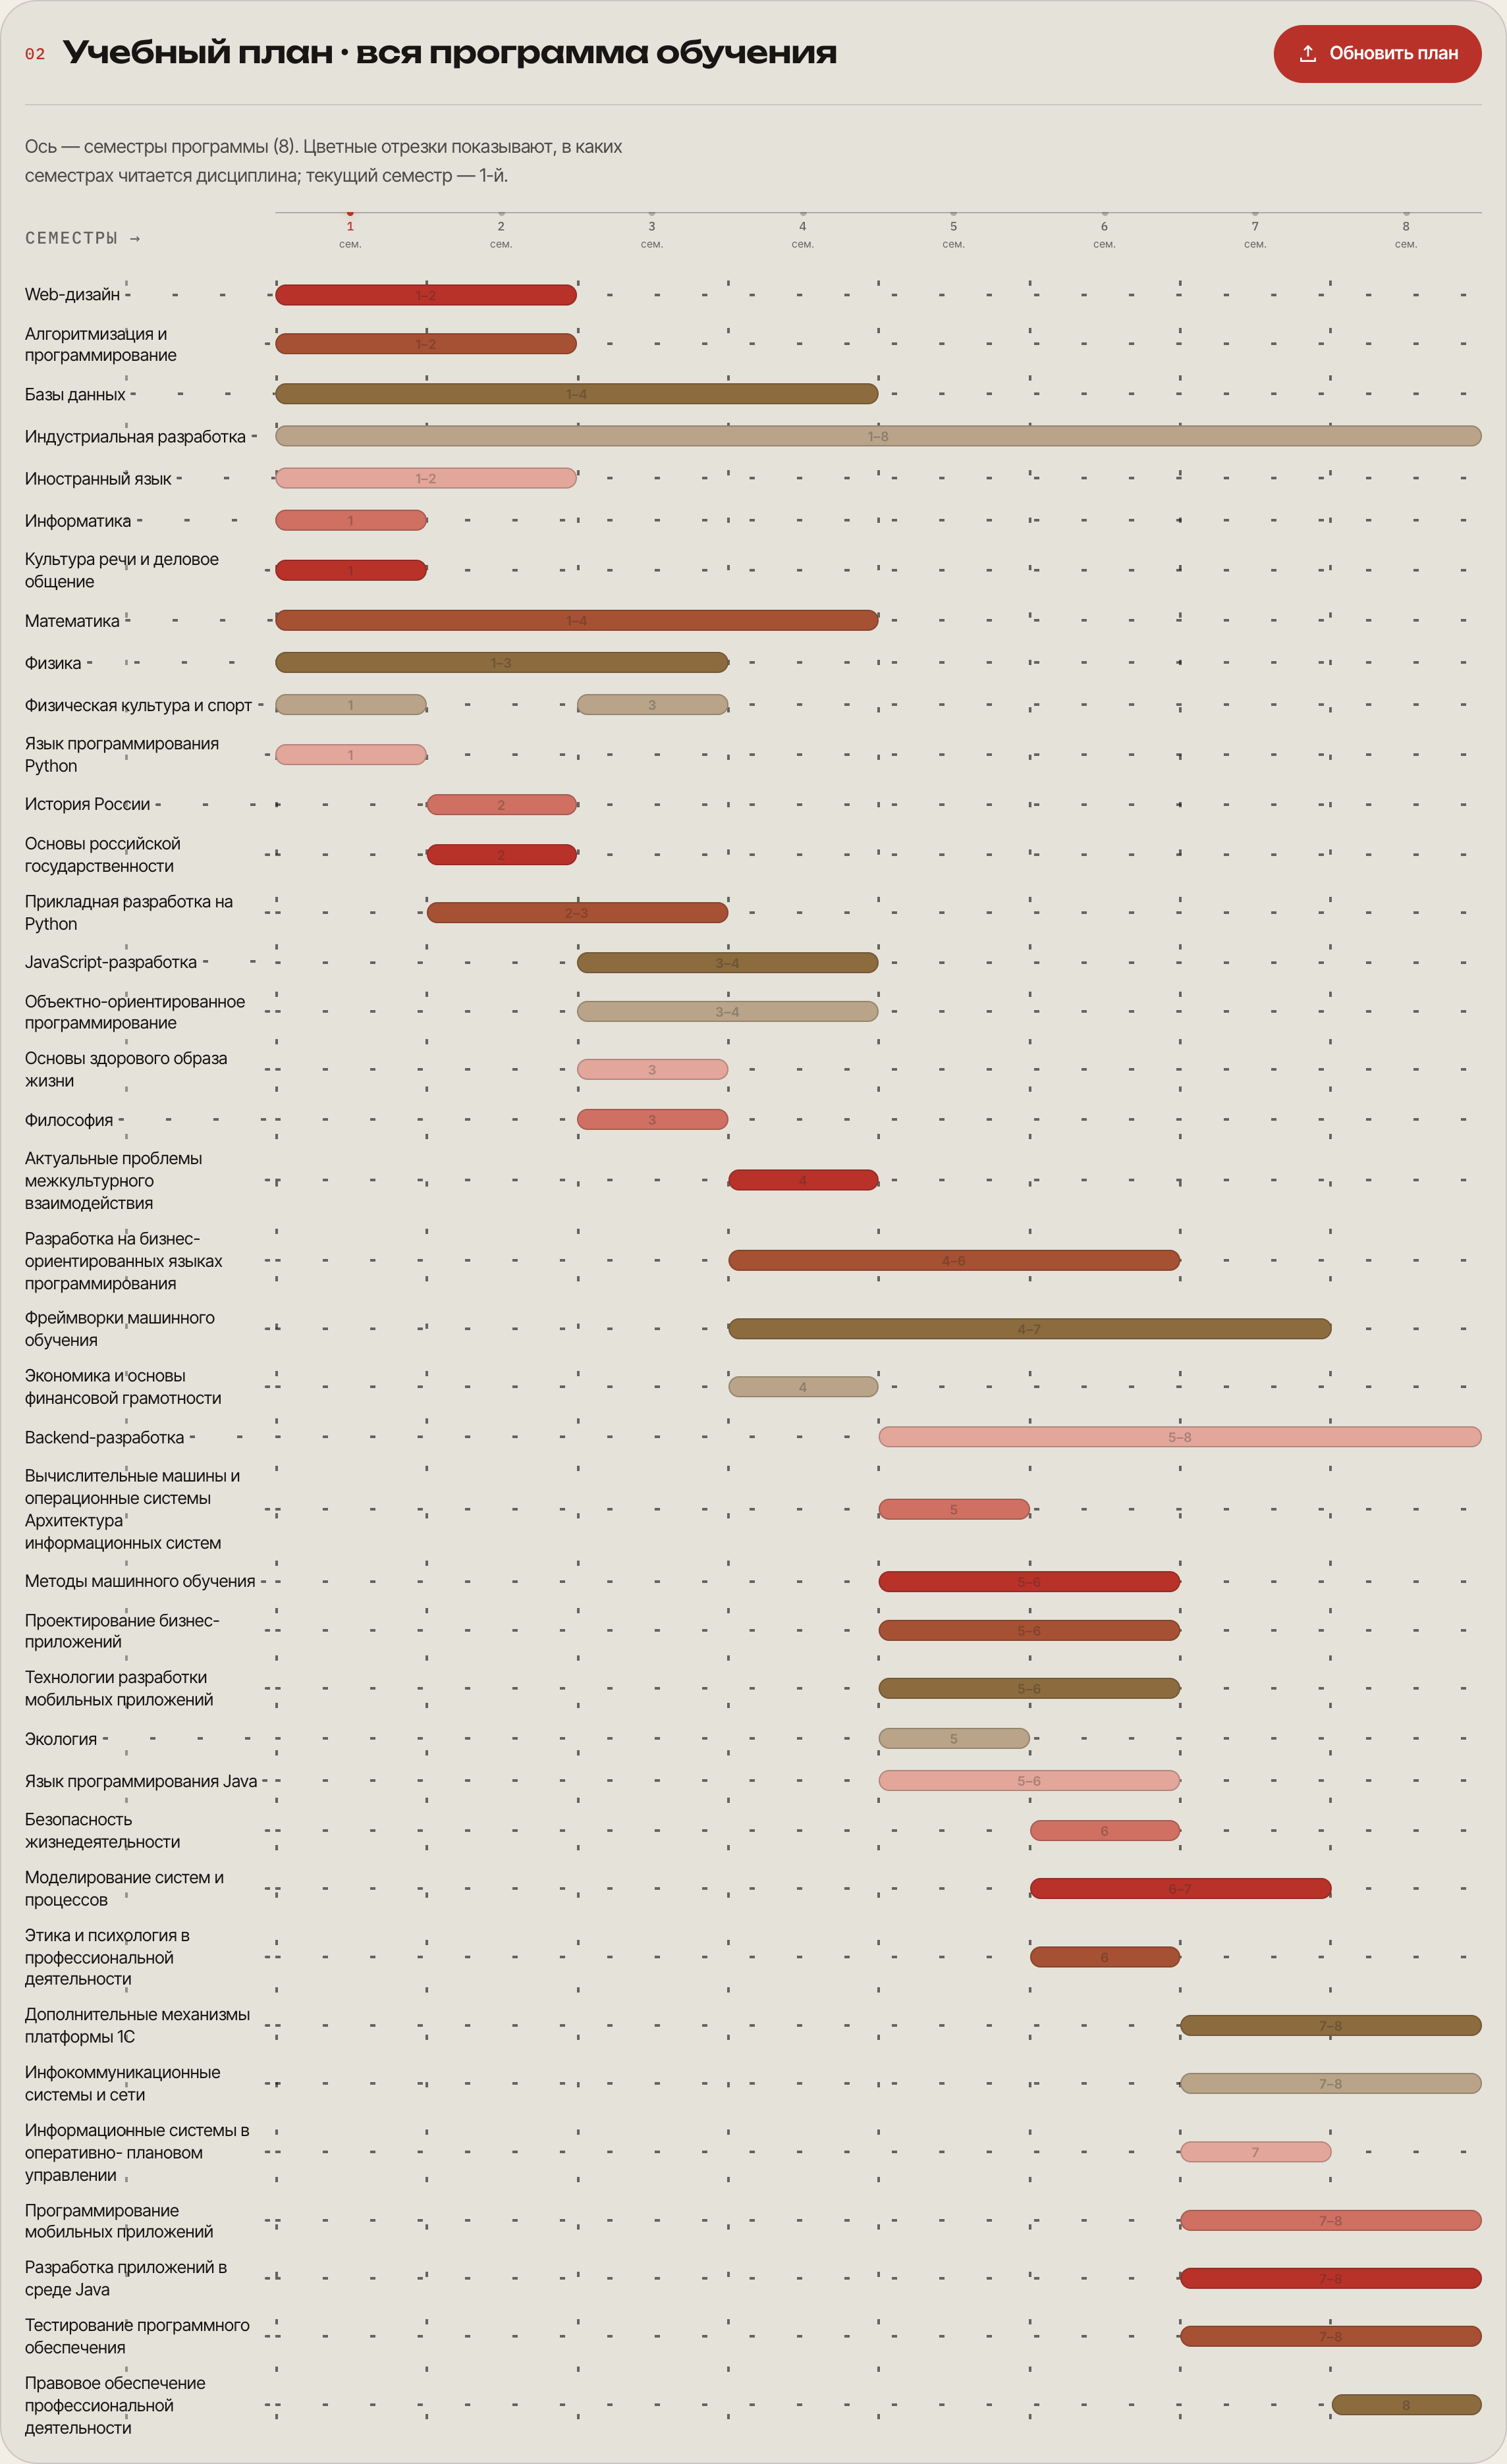 02 Учебный план · вся программа обучения
Обновить план
Ось — семестры программы (8). Цветные отрезки показывают, в каких
семестрах читается дисциплина; текущий семестр — 1-й.
СЕМЕСТРЫ →
1 2 3 4 5 6 7 8
сем. сем. сем. сем. сем. сем. сем. сем.
Web-дизайн
1–2
Алгоритмизация и
программирование
1–2
Базы данных
1–4
Индустриальная разработка
1–8
Иностранный язык
1–2
Информатика
1
Культура речи и деловое
общение
1
Математика
1–4
Физика
1–3
Физическая культура и спорт
1 3
Язык программирования
Python
1
История России
2
Основы российской
государственности
2
Прикладная разработка на
Python
2–3
JavaScript-разработка
3–4
Объектно-ориентированное
программирование
3–4
Основы здорового образа
жизни
3
Философия
3
Актуальные проблемы
межкультурного
взаимодействия
4
Разработка на бизнес-
ориентированных языках
программирования
4–6
Фреймворки машинного
обучения
4–7
Экономика и основы
финансовой грамотности
4
Backend-разработка
5–8
Вычислительные машины и
операционные системы
Архитектура
информационных систем
5
Методы машинного обучения
5–6
Проектирование бизнес-
приложений
5–6
Технологии разработки
мобильных приложений
5–6
Экология
5
Язык программирования Java
5–6
Безопасность
жизнедеятельности
6
Моделирование систем и
процессов
6–7
Этика и психология в
профессиональной
деятельности
6
Дополнительные механизмы
платформы 1С
7–8
Инфокоммуникационные
системы и сети
7–8
Информационные системы в
оперативно- плановом
управлении
7
Программирование
мобильных приложений
7–8
Разработка приложений в
среде Java
7–8
Тестирование программного
обеспечения
7–8
Правовое обеспечение
профессиональной
деятельности
8